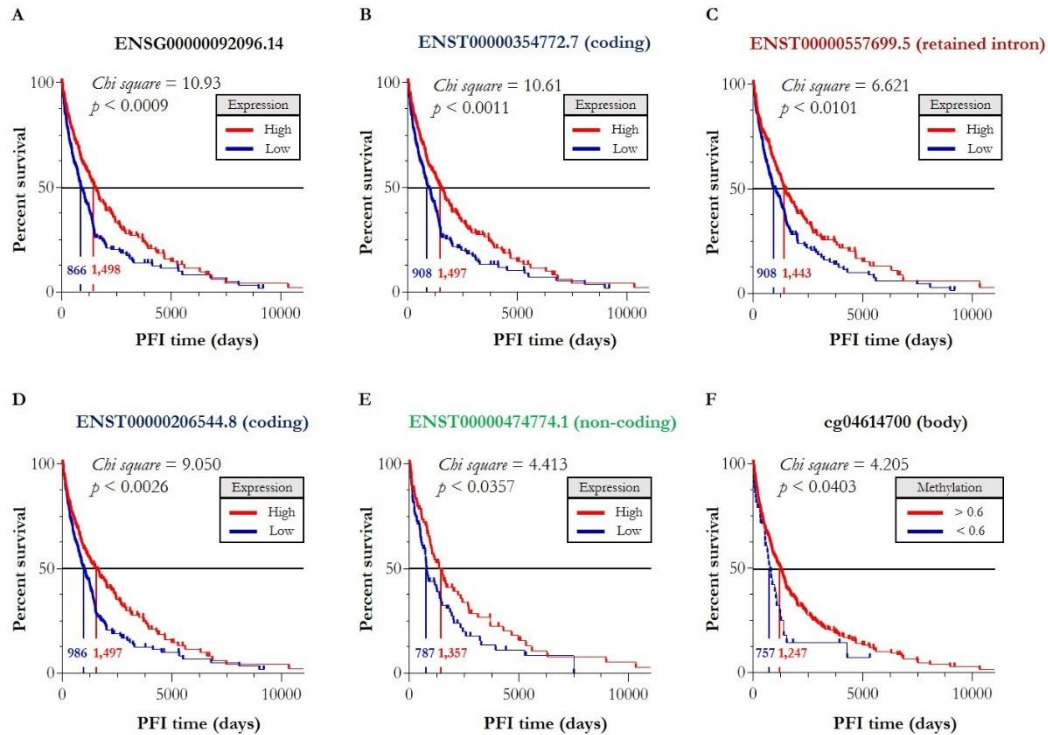 A
ENSG00000092096.14
Chi square = 10.93
p < 0.0009
Expression
High
Low
Percent survival
100
50
0
866
1,498
0
5000
10000
PFI time (days)
B
ENST00000354772.7 (coding)
Chi square = 10.61
p < 0.0011
Expression
High
Low
Percent survival
100
50
0
908
1,497
0
5000
10000
PFI time (days)
C
ENST00000557699.5 (retained intron)
Chi square = 6.621
p < 0.0101
Expression
High
Low
Percent survival
100
50
0
908
1,443
0
5000
10000
PFI time (days)
D
ENST00000206544.8 (coding)
Chi square = 9.050
p < 0.0026
Expression
High
Low
Percent survival
100
50
0
986
1,497
0
5000
10000
PFI time (days)
E
ENST00000474774.1 (non-coding)
Chi square = 4.413
p < 0.0357
Expression
High
Low
Percent survival
100
50
0
787
1,357
0
5000
10000
PFI time (days)
F
cg04614700 (body)
Chi square = 4.205
p < 0.0403
Methylation
> 0.6
< 0.6
Percent survival
100
50
0
757
1,247
0
5000
10000
PFI time (days)